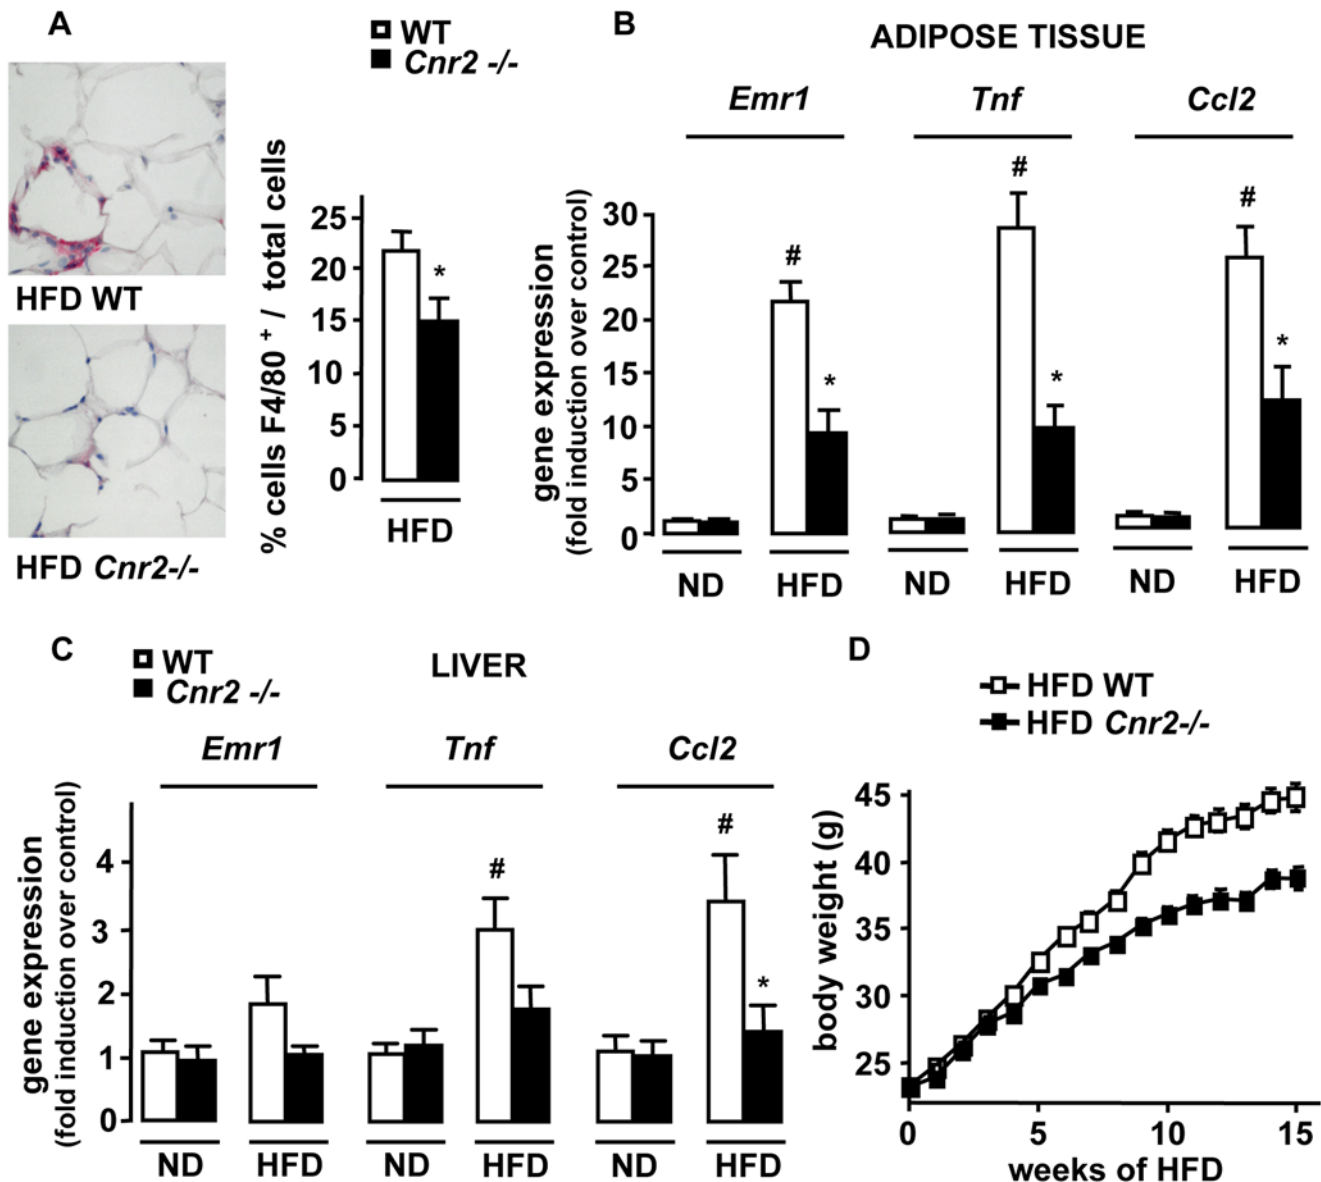 A
WT
Cnr2 -/-
HFD WT
HFD Cnr2-/-
% cells F4/80 + / total cells
25
20
15
10
5
0
*
HFD
B
ADIPOSE TISSUE
Emr1
Tnf
Ccl2
gene expression
(fold induction over control)
30
25
20
15
10
5
0
#
*
#
*
#
*
ND
HFD
ND
HFD
ND
HFD
C
WT
Cnr2 -/-
LIVER
Emr1
Tnf
Ccl2
gene expression
(fold induction over control)
4
3
2
1
0
#
#
*
ND
HFD
ND
HFD
ND
HFD
D
HFD WT
HFD Cnr2-/-
body weight (g)
45
40
35
30
25
0
5
10
15
weeks of HFD